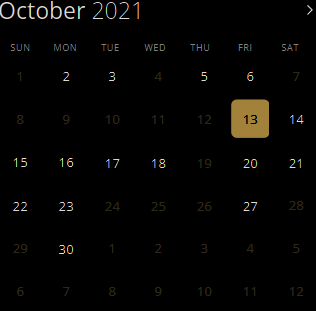 October 2021 >
SUN MON TUE WED THU FRI SAT
1 2 3 4 5 6 7
8 9 10 11 12 13 14
15 16 17 18 19 20 21
22 23 24 25 26 27 28
29 30 1 2 3 4 5
6 7 8 9 10 11 12